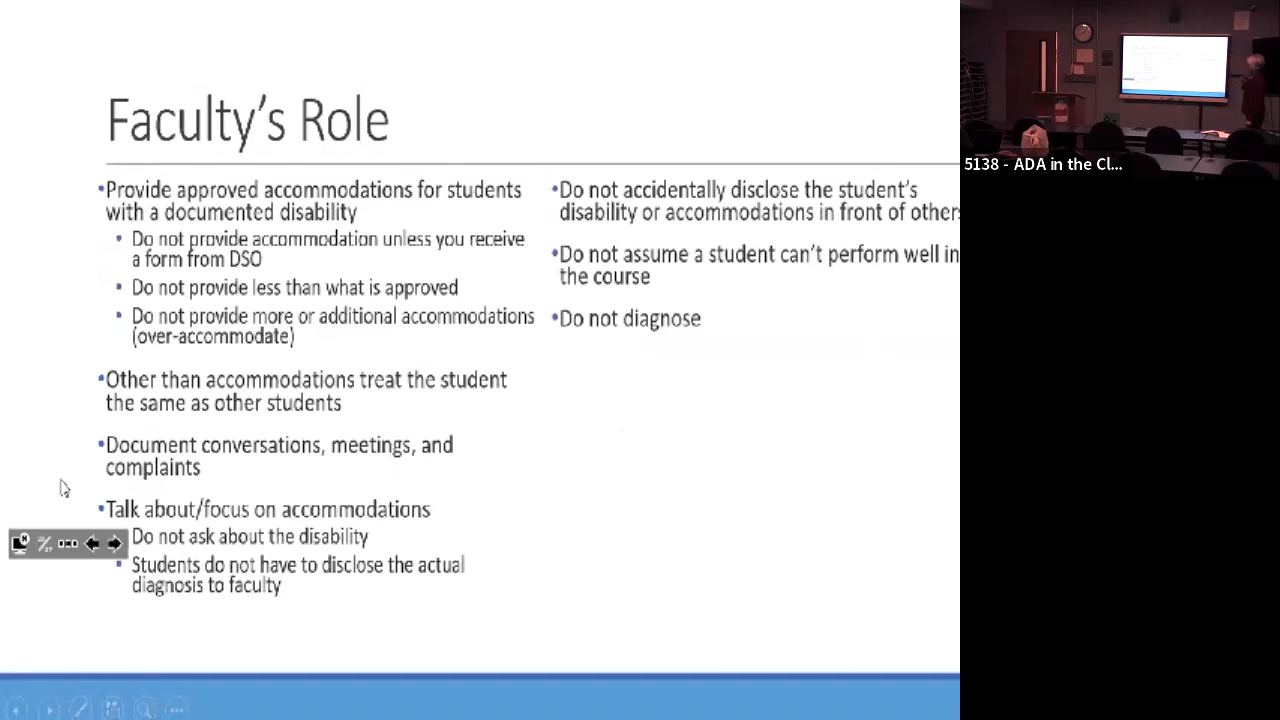 Faculty's Role
•Provide approved accommodations for students
with a documented disability
• Do not provide accommodation unless you receive
a form from DSO
• Do not provide less than what is approved
• Do not provide more or additional accommodations
(over-accommodate)
•Other than accommodations treat the student
the same as other students
•Document conversations, meetings, and
complaints
•Talk about/focus on accommodations
Do not ask about the disability
• Students do not have to disclose the actual
diagnosis to faculty
•Do not accidentally disclose the student's
disability or accommodations in front of others
•Do not assume a student can't perform well in
the course
•Do not diagnose
5138 - ADA in the Cl...